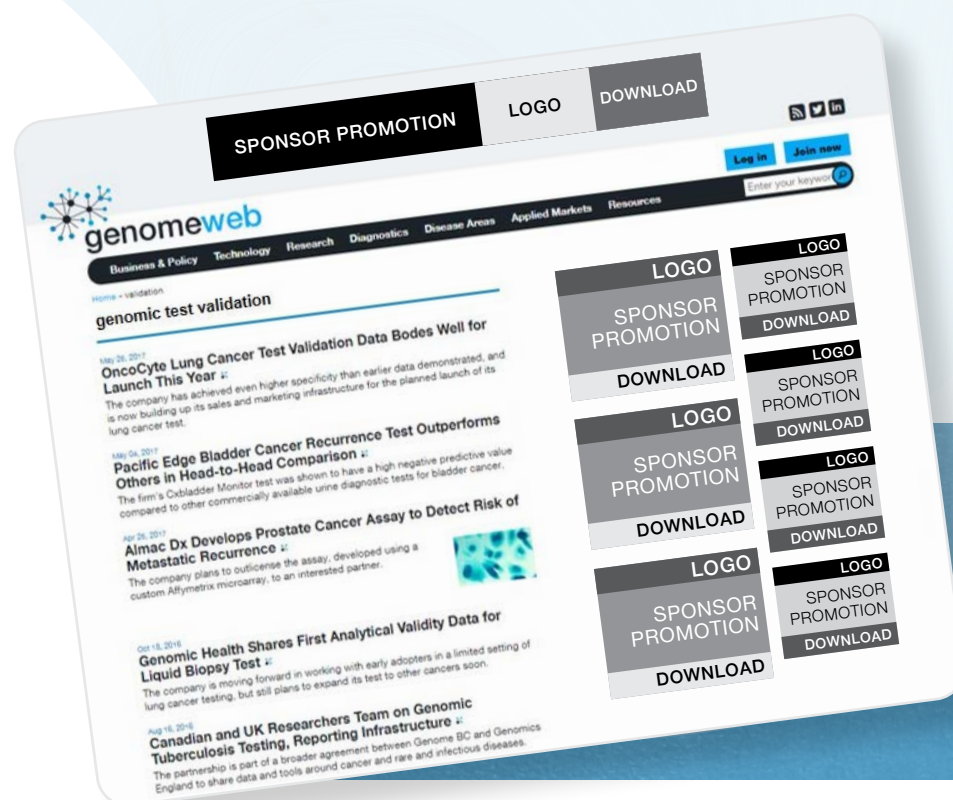 SPONSOR PROMOTION
LOGO
DOWNLOAD
Log in
Join now
Enter your keywor
genomeweb
Business & Policy
Technology
Research
Diagnostics
Disease Areas
Applied Markets
Resources
Home » validation
genomic test validation
May 26, 2017
OncoCyte Lung Cancer Test Validation Data Bodes Well for
Launch This Year
The company has achieved even higher specificity than earlier data demonstrated, and
is now building up its sales and marketing infrastructure for the planned launch of its
lung cancer test.
May 04, 2017
Pacific Edge Bladder Cancer Recurrence Test Outperforms
Others in Head-to-Head Comparison
The firm's Cxbladder Monitor test was shown to have a high negative predictive value
compared to other commercially available urine diagnostic tests for bladder cancer.
Apr 26, 2017
Almac Dx Develops Prostate Cancer Assay to Detect Risk of
Metastatic Recurrence
The company plans to outlicense the assay, developed using a
custom Affymetrix microarray, to an interested partner.
Oct 18, 2016
Genomic Health Shares First Analytical Validity Data for
Liquid Biopsy Test
The company is moving forward in working with early adopters in a limited setting of
lung cancer testing, but still plans to expand its test to other cancers soon.
Aug 16, 2016
Canadian and UK Researchers Team on Genomic
Tuberculosis Testing, Reporting Infrastructure
The partnership is part of a broader agreement between Genome BC and Genomics
England to share data and tools around cancer and rare and infectious diseases.
LOGO
SPONSOR
PROMOTION
DOWNLOAD
LOGO
SPONSOR
PROMOTION
DOWNLOAD
LOGO
SPONSOR
PROMOTION
DOWNLOAD
LOGO
SPONSOR
PROMOTION
DOWNLOAD
LOGO
SPONSOR
PROMOTION
DOWNLOAD
LOGO
SPONSOR
PROMOTION
DOWNLOAD
LOGO
SPONSOR
PROMOTION
DOWNLOAD